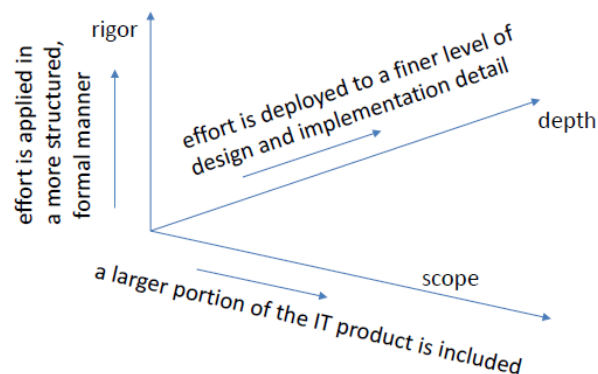 rigor
effort is applied in
a more structured,
formal manner
effort is deployed to a finer level of
design and implementation detail
depth
scope
a larger portion of the IT product is included